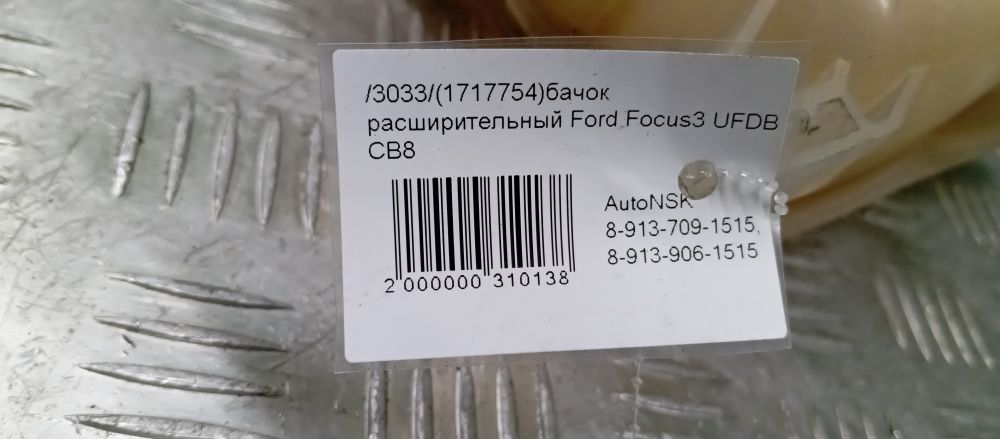 /3033/(1717754)бачок
расширительный Ford Focus3 UFDB
CB8
AutoNSK
8-913-709-1515,
8-913-906-1515
2 000000 310138